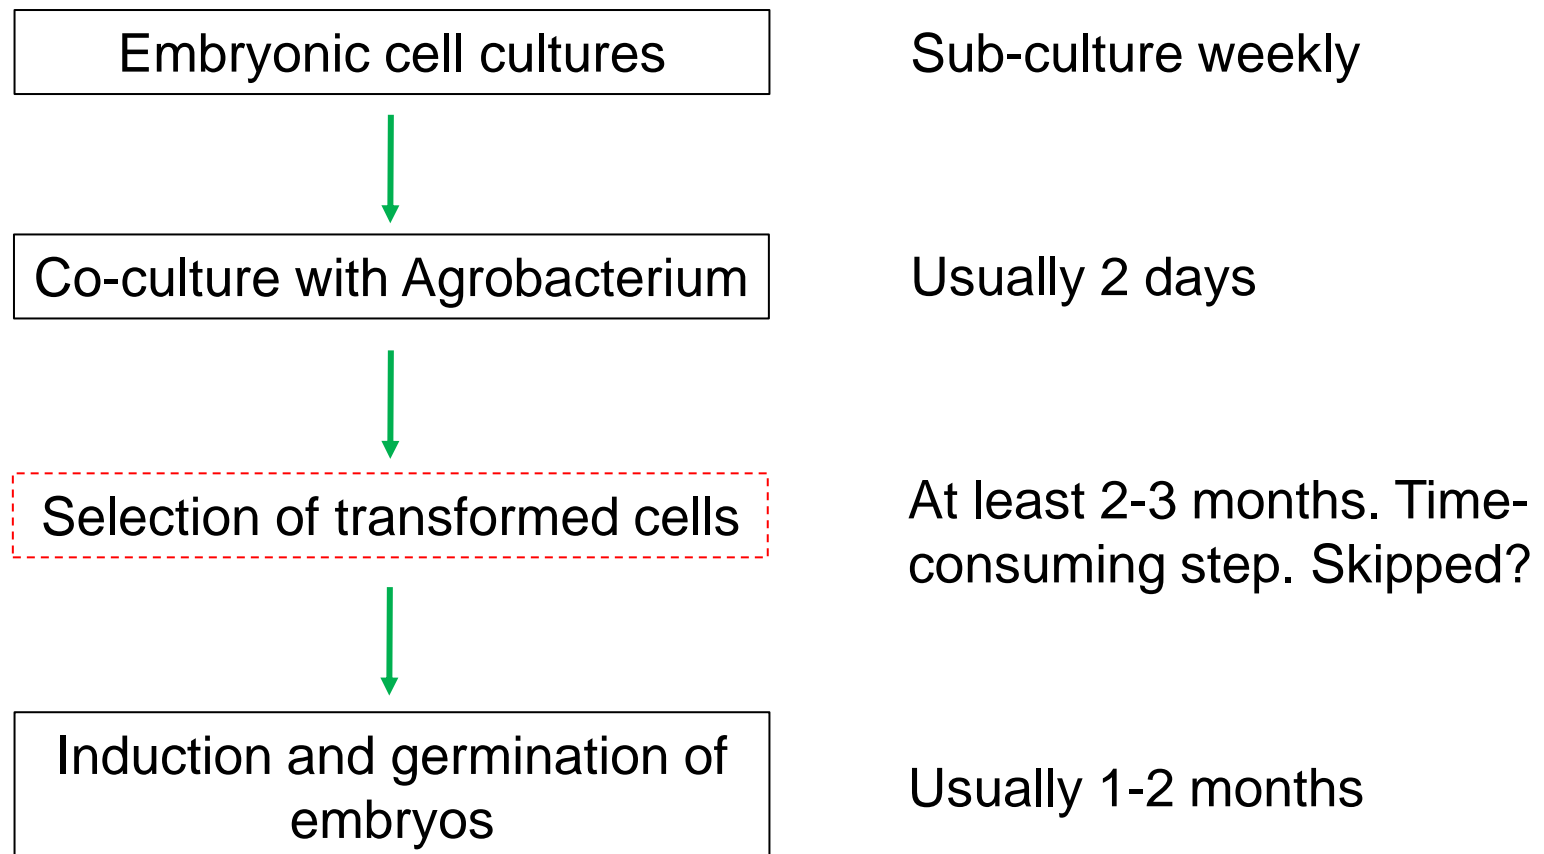 Embryonic cell cultures
Sub-culture weekly
Co-culture with Agrobacterium
Usually 2 days
Selection of transformed cells
At least 2-3 months. Time-
consuming step. Skipped?
Induction and germination of
embryos
Usually 1-2 months